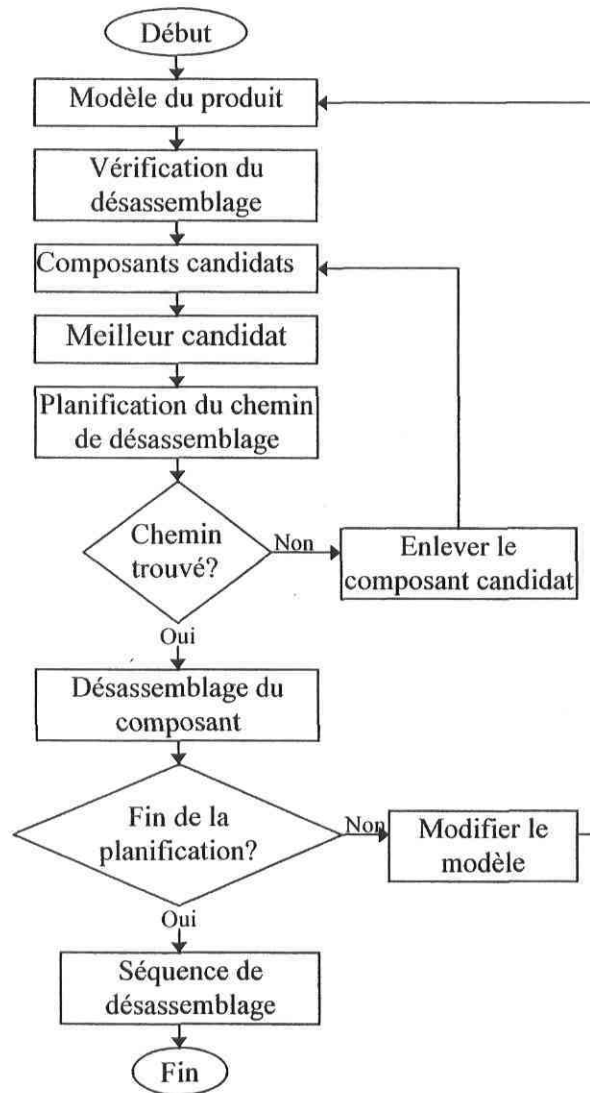 Début
Modèle du produit
Vérification du
désassemblage
Composants candidats
Meilleur candidat
Planification du chemin
de désassemblage
Chemin
trouvé?
Non
Enlever le
composant candidat
Oui
Désassemblage du
composant
Fin de la
planification?
Non
Modifier le
modèle
Oui
Séquence de
désassemblage
Fin